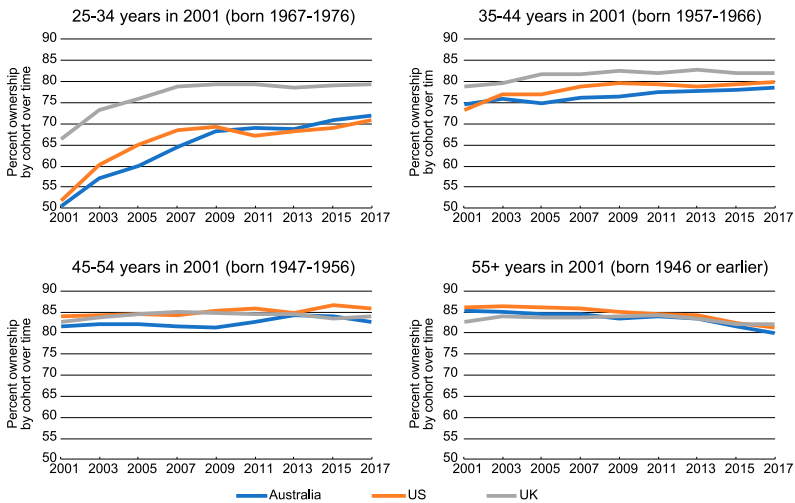 25-34 years in 2001 (born 1967-1976)
Percent ownership
by cohort over time
90
85
80
75
70
65
60
55
50
2001 2003 2005 2007 2009 2011 2013 2015 2017
35-44 years in 2001 (born 1957-1966)
Percent ownership
by cohort over tim
90
85
80
75
70
65
60
55
50
2001 2003 2005 2007 2009 2011 2013 2015 2017
45-54 years in 2001 (born 1947-1956)
Percent ownership
by cohort over time
90
85
80
75
70
65
60
55
50
2001 2003 2005 2007 2009 2011 2013 2015 2017
55+ years in 2001 (born 1946 or earlier)
Percent ownership
by cohort over time
90
85
80
75
70
65
60
55
50
2001 2003 2005 2007 2009 2011 2013 2015 2017
Australia US UK